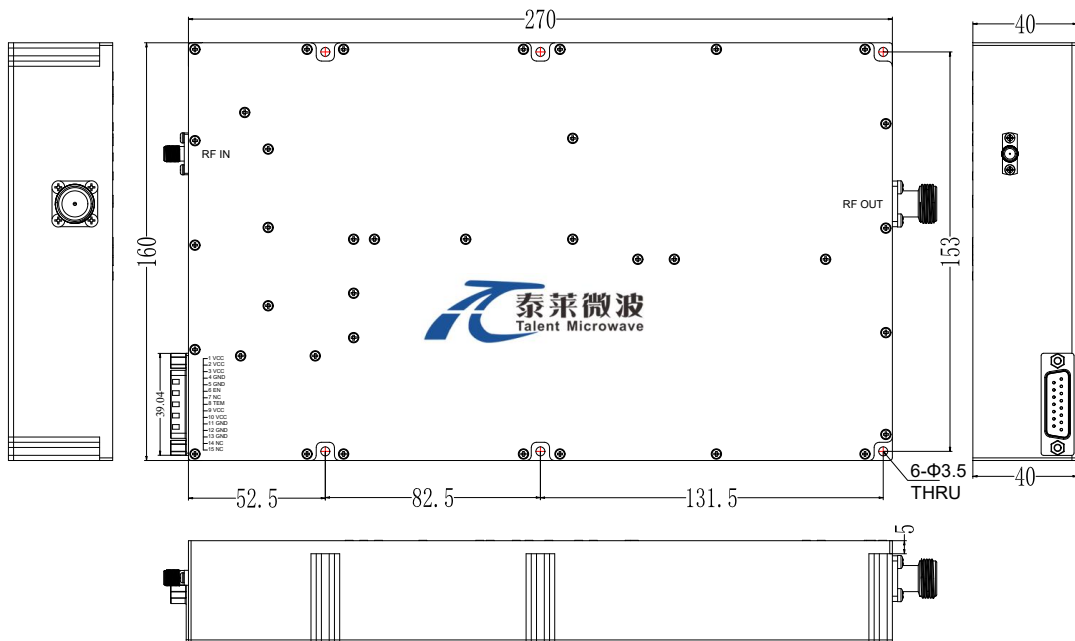 270
40
RF IN
RF OUT
160
153
泰莱微波
Talent Microwave
39.04
1 VCC
2 VCC
3 VCC
4 GND
5 GND
6 EN
7 NC
8 TEM
9 VCC
10 VCC
11 GND
12 GND
13 GND
14 NC
15 NC
52.5
82.5
131.5
6-Φ3.5
THRU
40
5